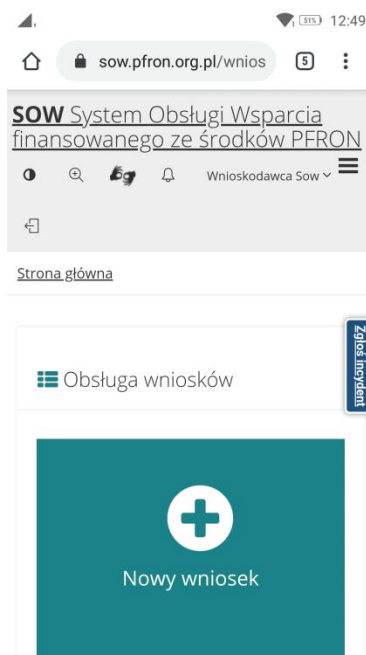 51% 12:49
sow.pfron.org.pl/wnios 5
SOW System Obsługi Wsparcia
finansowanego ze środków PFRON
Wnioskodawca Sow
Strona główna
Zgłoś incydent
Obsługa wniosków
Nowy wniosek